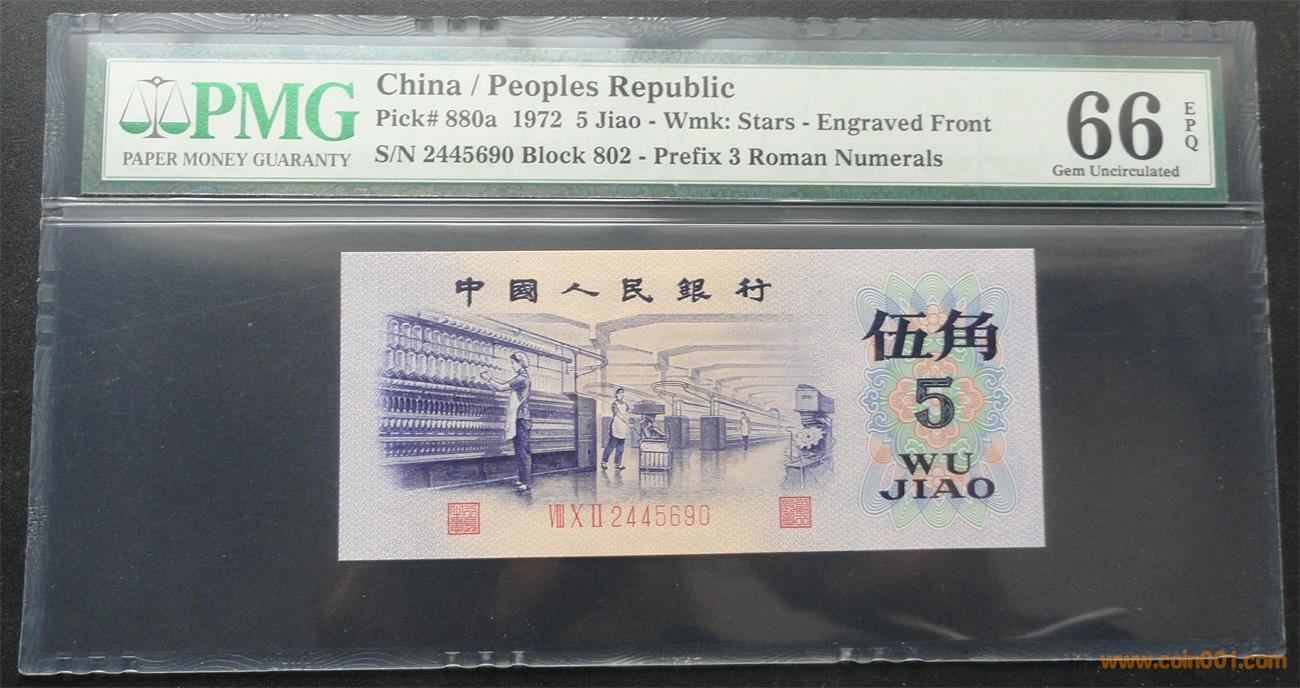 PMG
PAPER MONEY GUARANTY
China / Peoples Republic
Pick# 880a 1972 5 Jiao - Wmk: Stars - Engraved Front
S/N 2445690 Block 802 - Prefix 3 Roman Numerals
66
EPQ
Gem Uncirculated
中國人民銀行
伍角
5
WU
JIAO
VIII X II 2445690
www.coin001.com